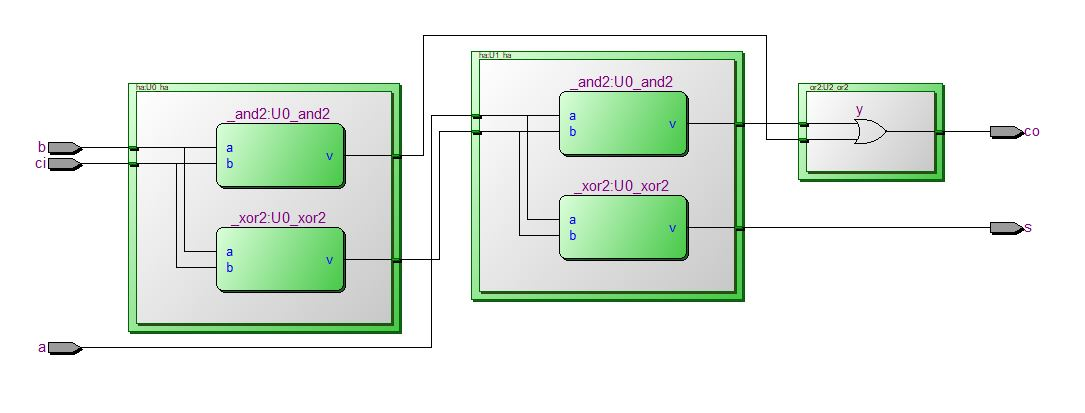 ha:U0_ha
_and2:U0_and2
a
b
y
_xor2:U0_xor2
a
b
y
b
ci
a
ha:U1_ha
_and2:U0_and2
a
b
y
_xor2:U0_xor2
a
b
y
or2:U2_or2
y
co
s